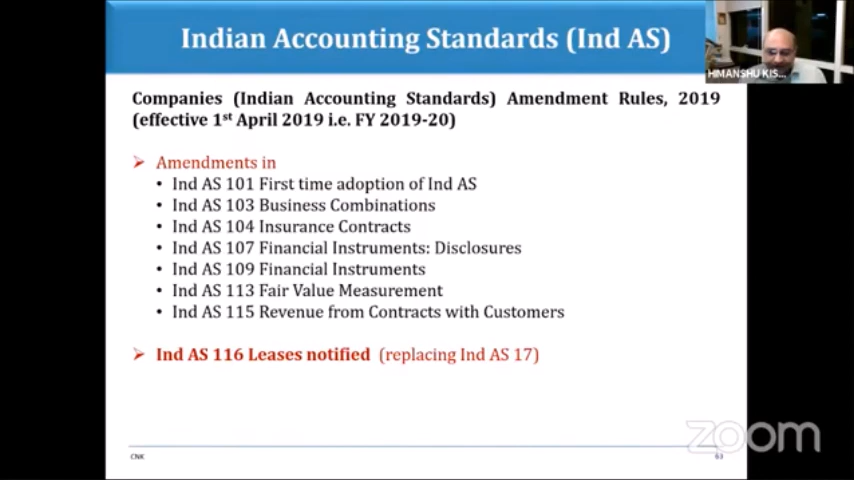 Indian Accounting Standards (Ind AS)
HIMANSHU KIS...
Companies (Indian Accounting Standards) Amendment Rules, 2019
(effective 1st April 2019 i.e. FY 2019-20)
➢ Amendments in
• Ind AS 101 First time adoption of Ind AS
• Ind AS 103 Business Combinations
• Ind AS 104 Insurance Contracts
• Ind AS 107 Financial Instruments: Disclosures
• Ind AS 109 Financial Instruments
• Ind AS 113 Fair Value Measurement
• Ind AS 115 Revenue from Contracts with Customers
➢ Ind AS 116 Leases notified (replacing Ind AS 17)
zoom
CNK
63